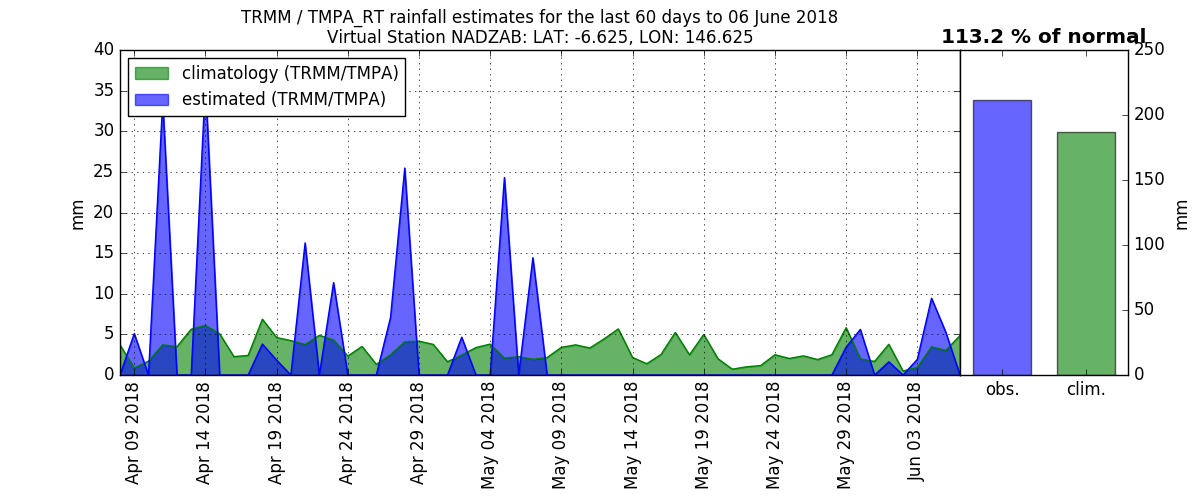 TRMM / TMPA_RT rainfall estimates for the last 60 days to 06 June 2018
Virtual Station NADZAB: LAT: -6.625, LON: 146.625
113.2 % of normal
climatology (TRMM/TMPA)
estimated (TRMM/TMPA)
mm
40
35
30
25
20
15
10
5
0
Apr 09 2018
Apr 14 2018
Apr 19 2018
Apr 24 2018
Apr 29 2018
May 04 2018
May 09 2018
May 14 2018
May 19 2018
May 24 2018
May 29 2018
Jun 03 2018
obs.
clim.
250
200
150
100
50
0
mm